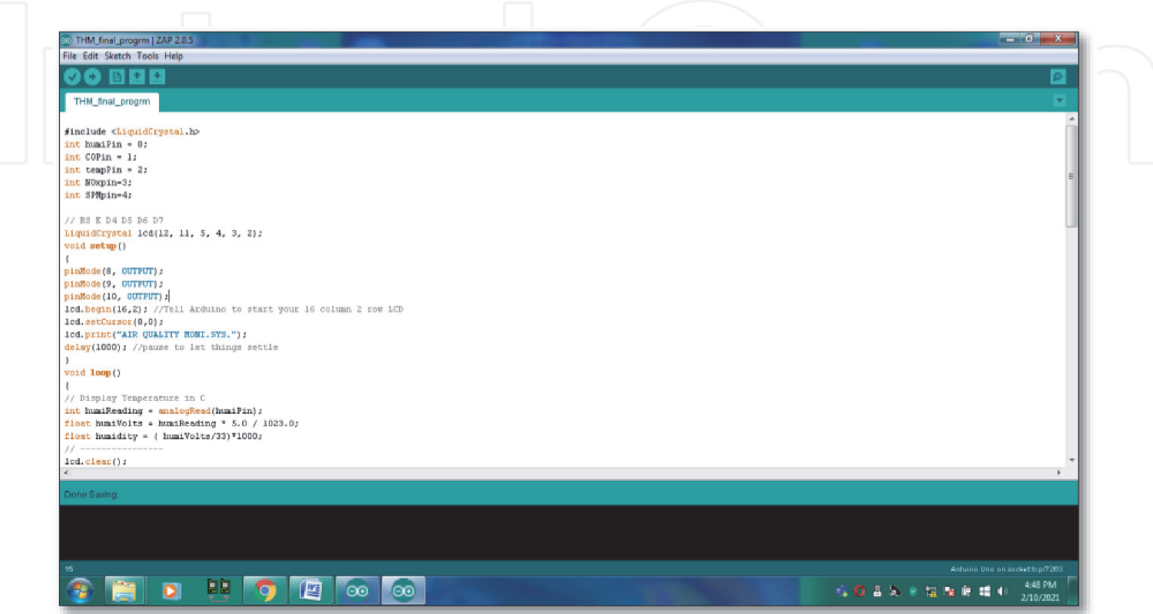 THM_final_progrm | ZAP 2.0.5
File Edit Sketch Tools Help
THM_final_progrm
#include <LiquidCrystal.h>
int humiPin = 0;
int COPin = 1;
int tempPin = 2;
int NOxpin=3;
int SPMpin=4;
// RS E D4 D5 D6 D7
LiquidCrystal lcd(12, 11, 5, 4, 3, 2);
void setup()
{
pinMode(8, OUTPUT);
pinMode(9, OUTPUT);
pinMode(10, OUTPUT);
lcd.begin(16,2); //Tell Arduino to start your 16 column 2 row LCD
lcd.setCursor(0,0);
lcd.print("AIR QUALITY MONI.SYS.");
delay(1000); //pause to let things settle
}
void loop()
{
// Display Temperature in C
int humiReading = analogRead(humiPin);
float humiVolts = humiReading * 5.0 / 1023.0;
float humidity = ( humiVolts/33)*1000;
// ----------------
lcd.clear();
Done Saving.
15
Arduino Uno on socket:tcp/7263
4:48 PM
2/10/2021